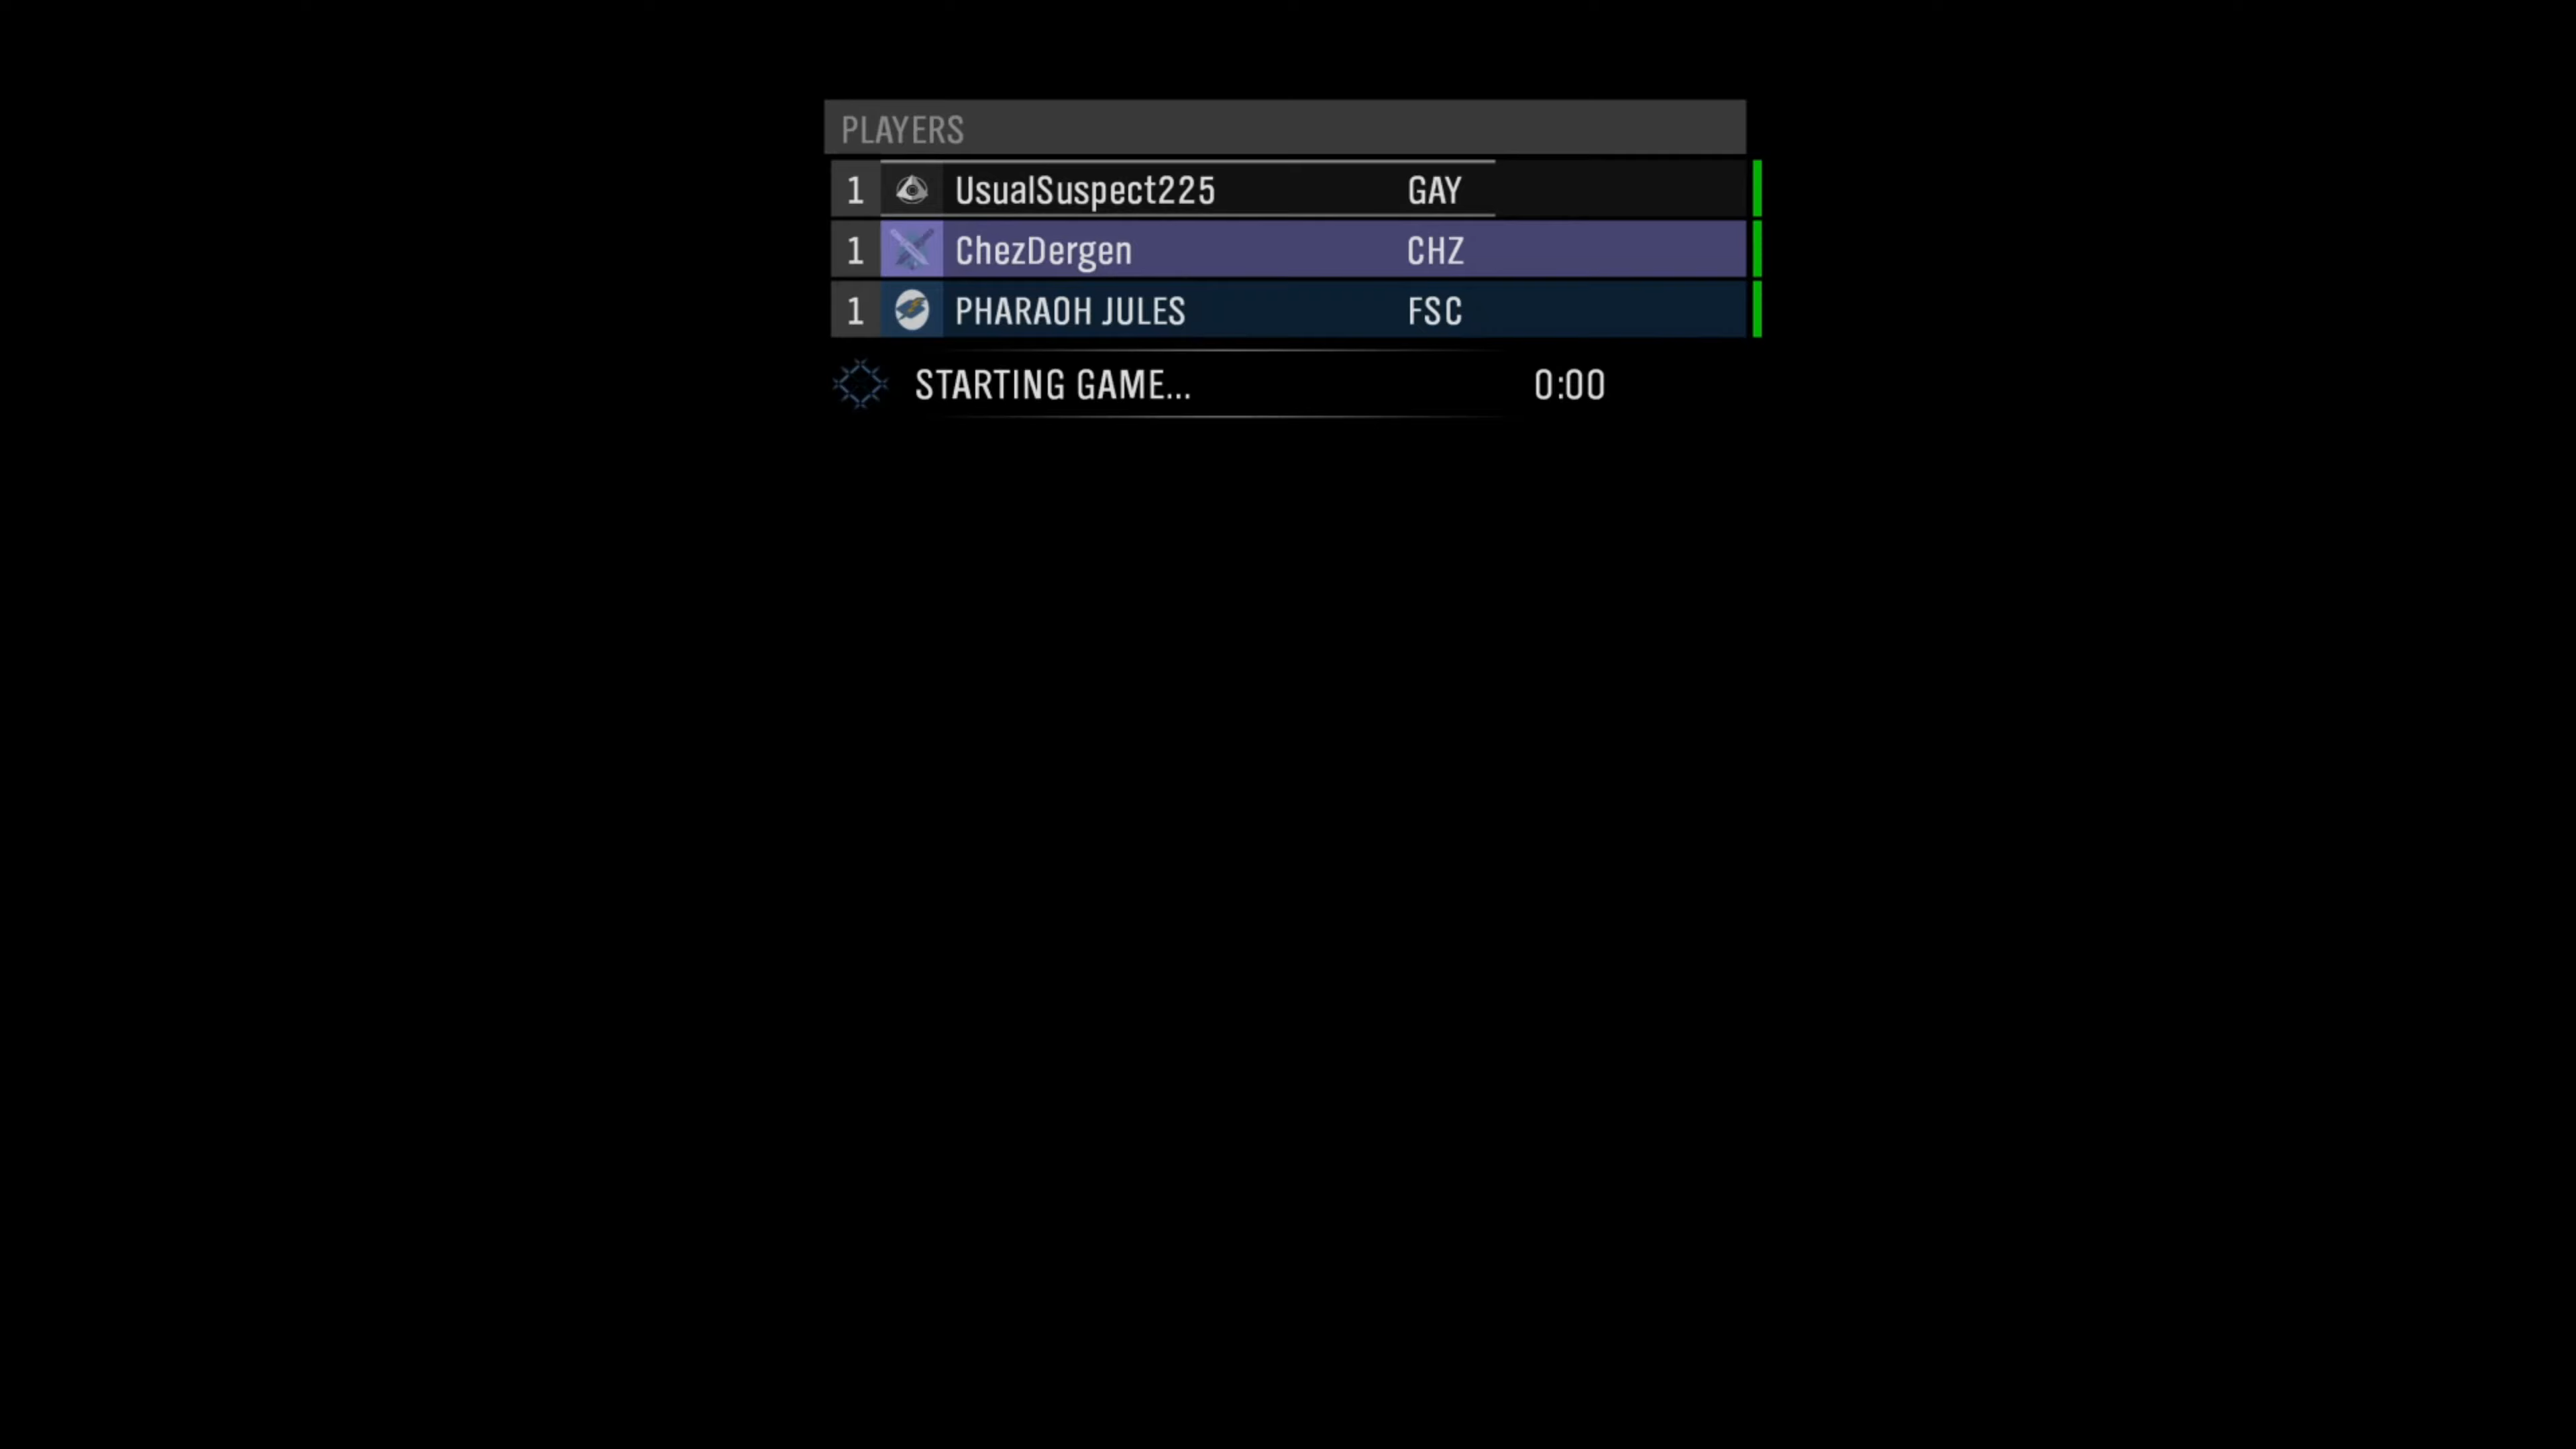 PLAYERS
1 UsualSuspect225 GAY
1 ChezDergen CHZ
1 PHARAOH JULES FSC
STARTING GAME... 0:00